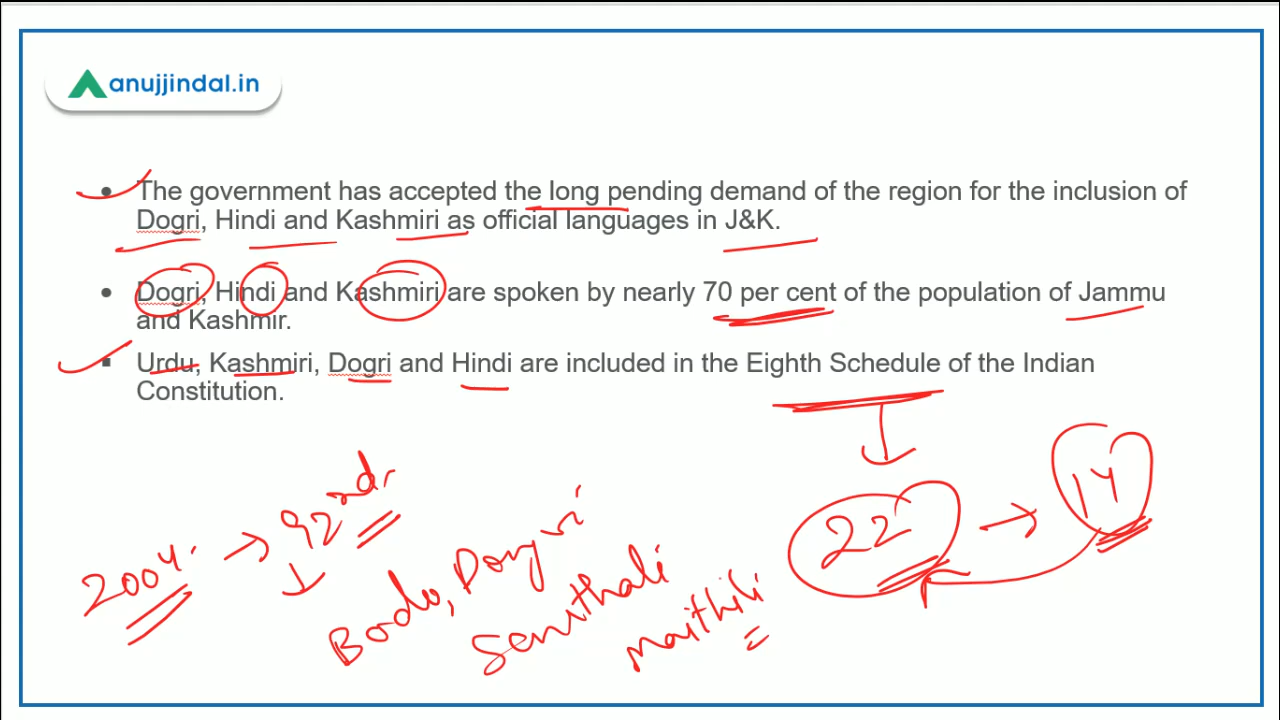 anujjindal.in
The government has accepted the long pending demand of the region for the inclusion of
Dogri, Hindi and Kashmiri as official languages in J&K.
Dogri, Hindi and Kashmiri are spoken by nearly 70 per cent of the population of Jammu
and Kashmir.
Urdu, Kashmiri, Dogri and Hindi are included in the Eighth Schedule of the Indian
Constitution.
22 → 14
2004 → 92nd
Bodo, Dongri
Santhali
Maithili